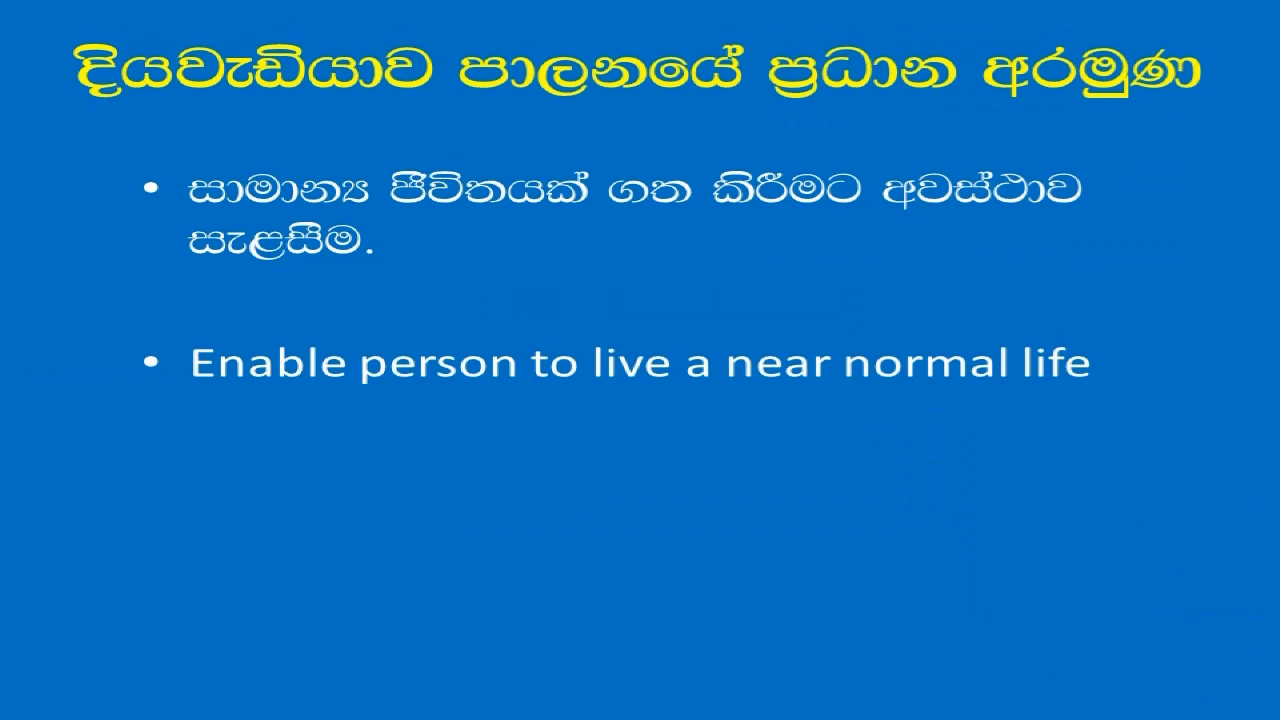 දියවැඩියාව පාලනයේ ප්‍රධාන අරමුණ
• සාමාන්‍ය ජීවිතයක් ගත කිරීමට අවස්ථාව
සැළසීම.
• Enable person to live a near normal life